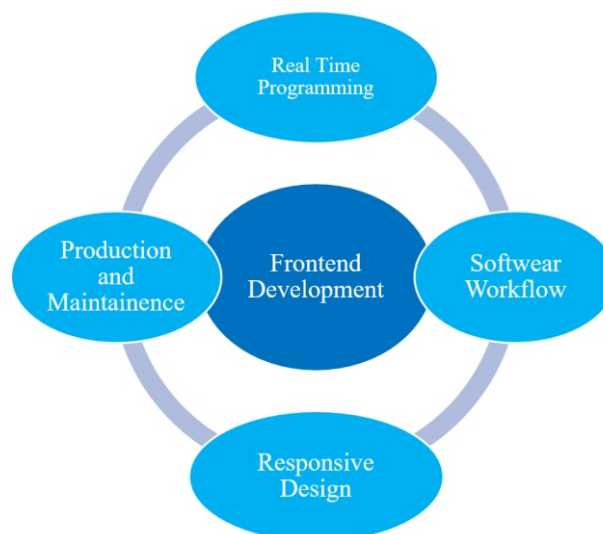 Real Time
Programming
Production
and
Maintainence
Frontend
Development
Softwear
Workflow
Responsive
Design